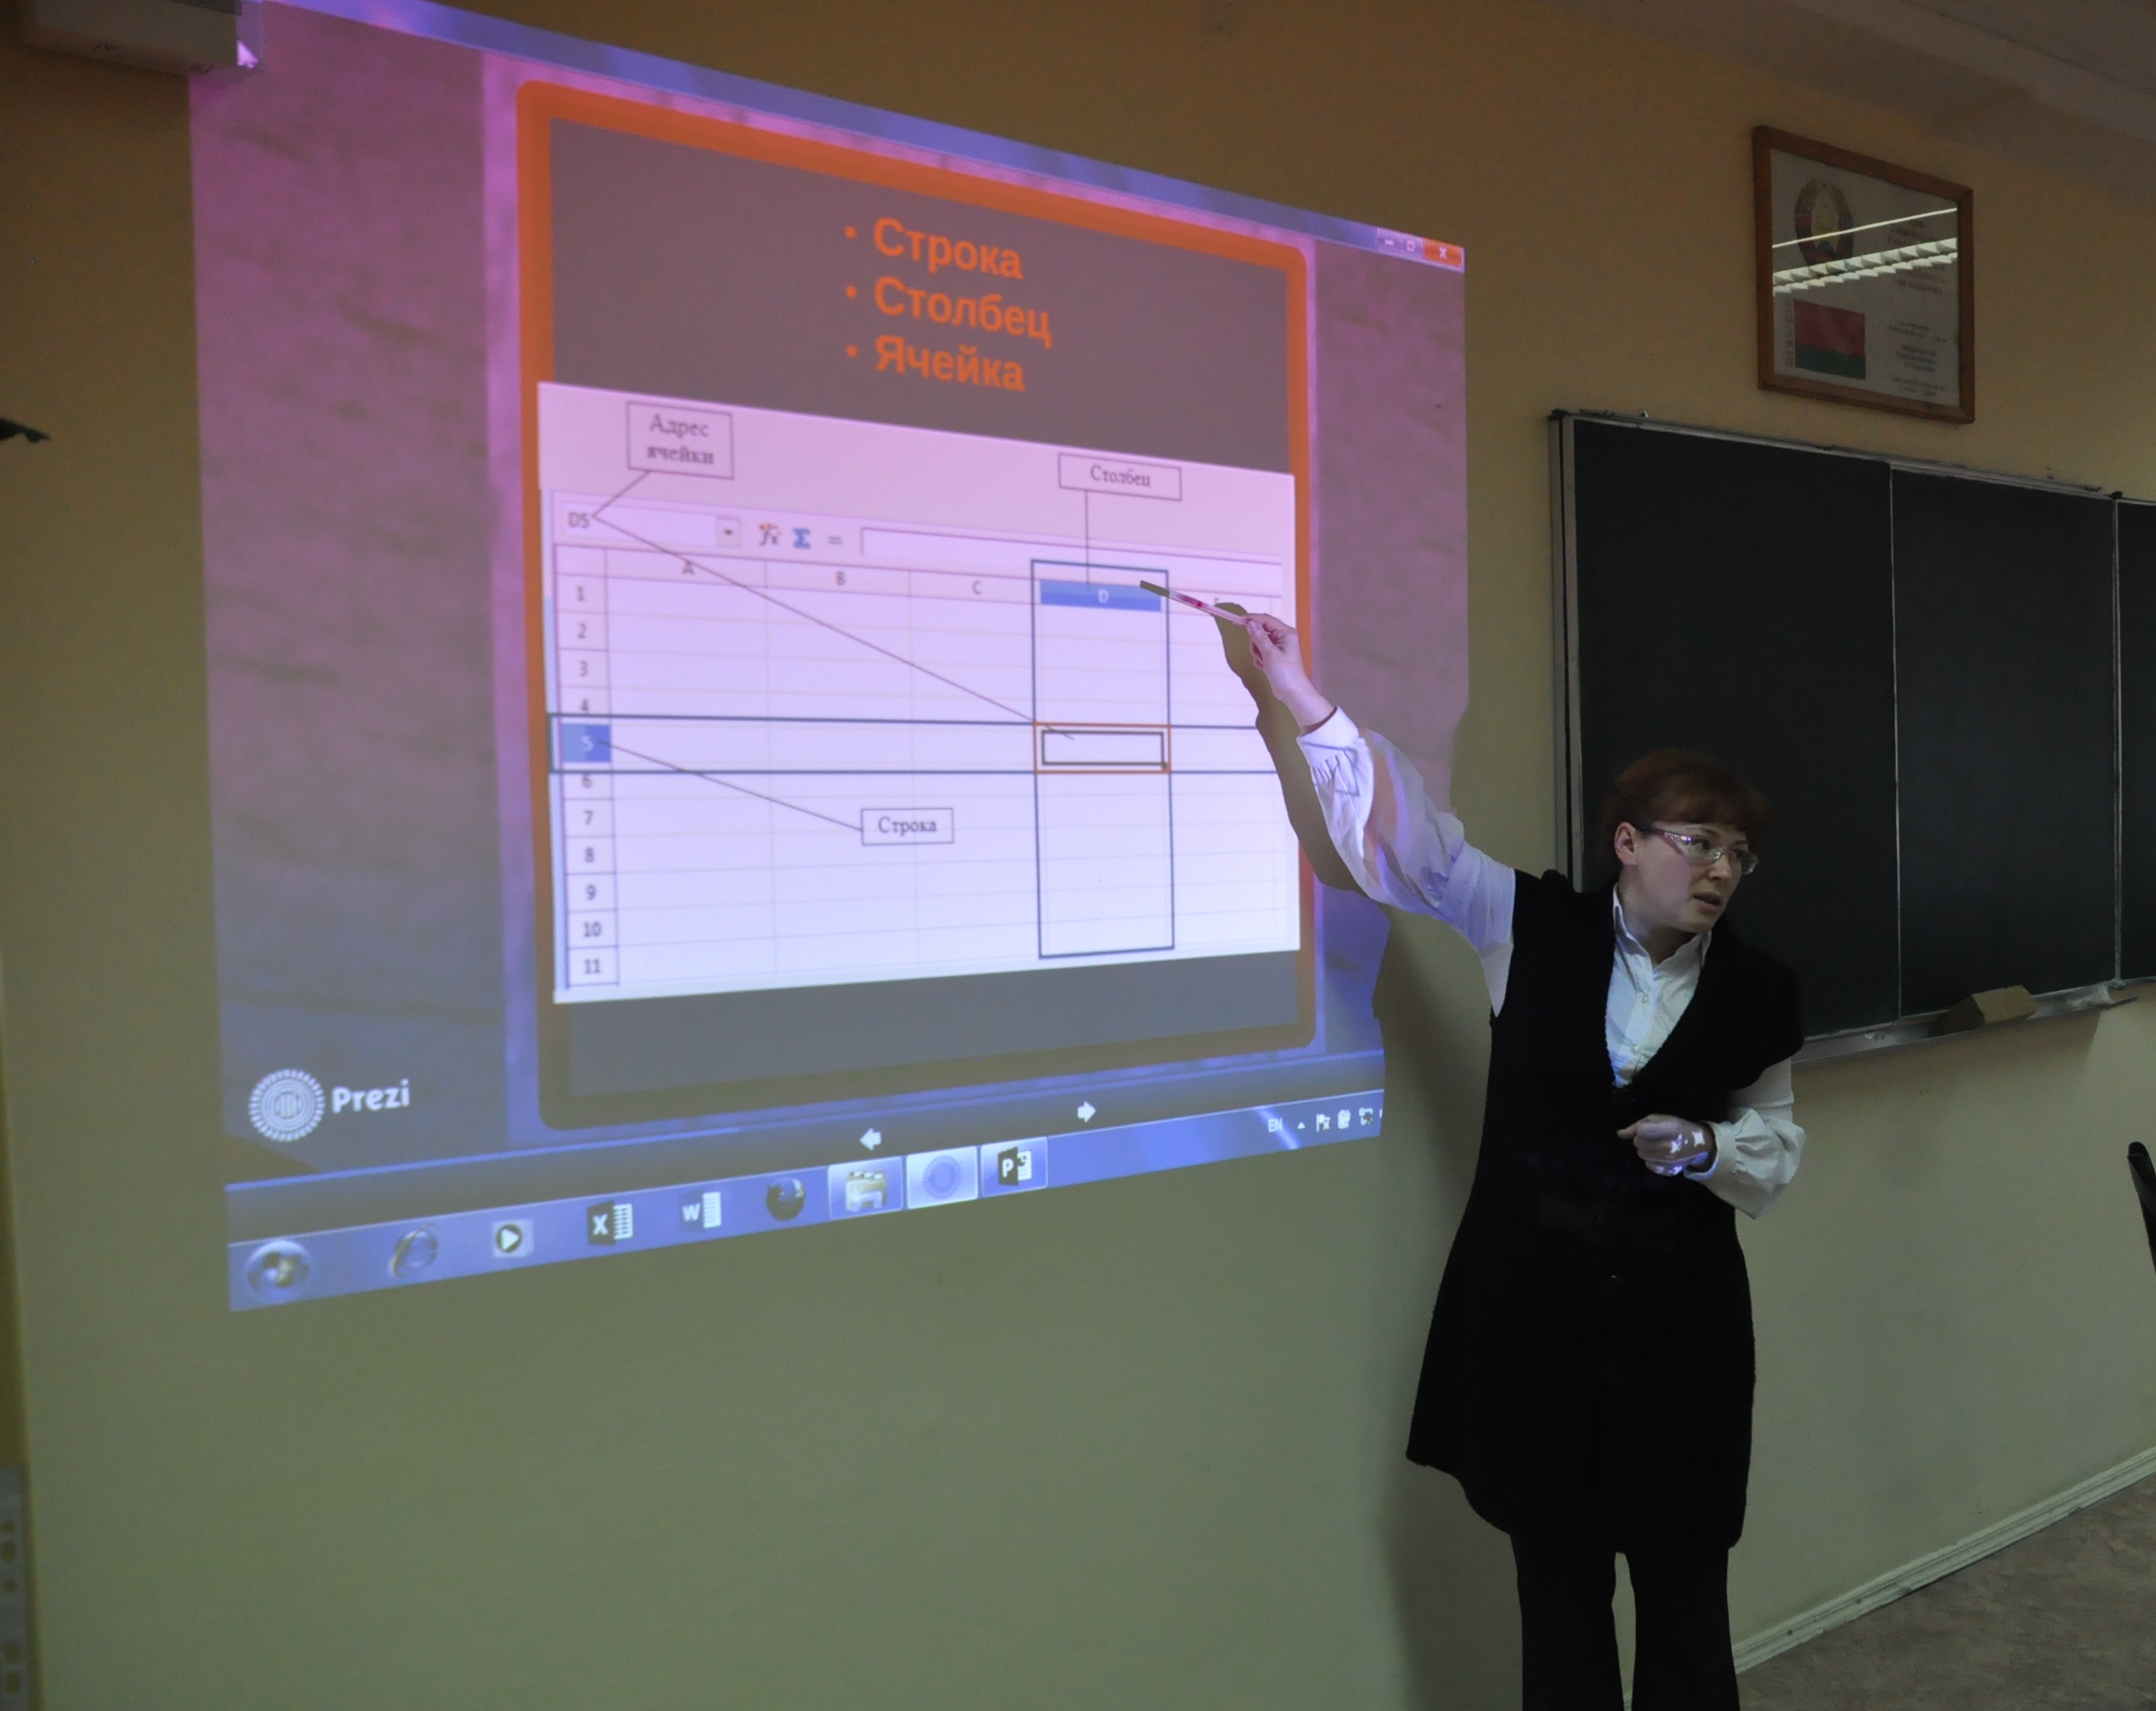 • Строка
• Столбец
• Ячейка
Адрес
ячейки
Столбец
D5
fx Σ =
A B C D
1
2
3
4
5
6
Строка
7
8
9
10
11
Prezi
EN